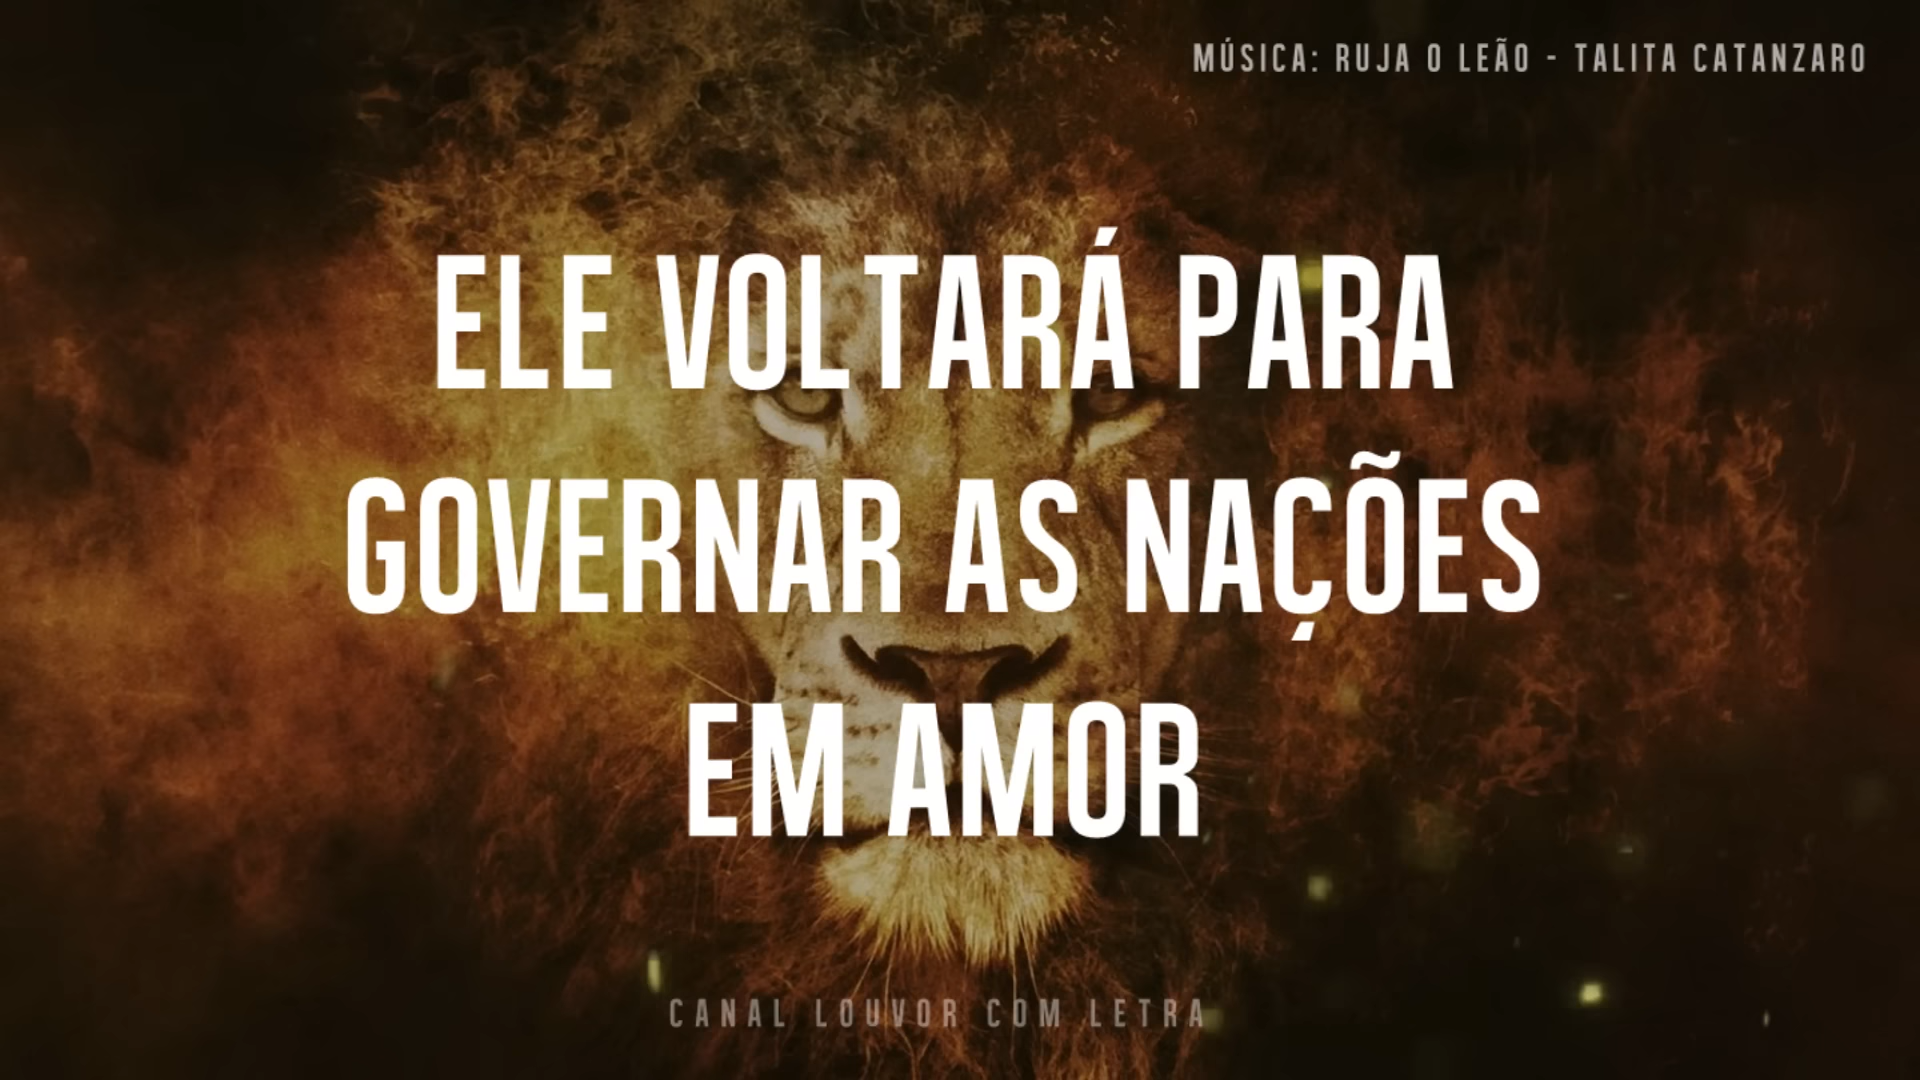 MÚSICA: RUJA O LEÃO - TALITA CATANZARO
ELE VOLTARÁ PARA
GOVERNAR AS NAÇÕES
EM AMOR
CANAL LOUVOR COM LETRA